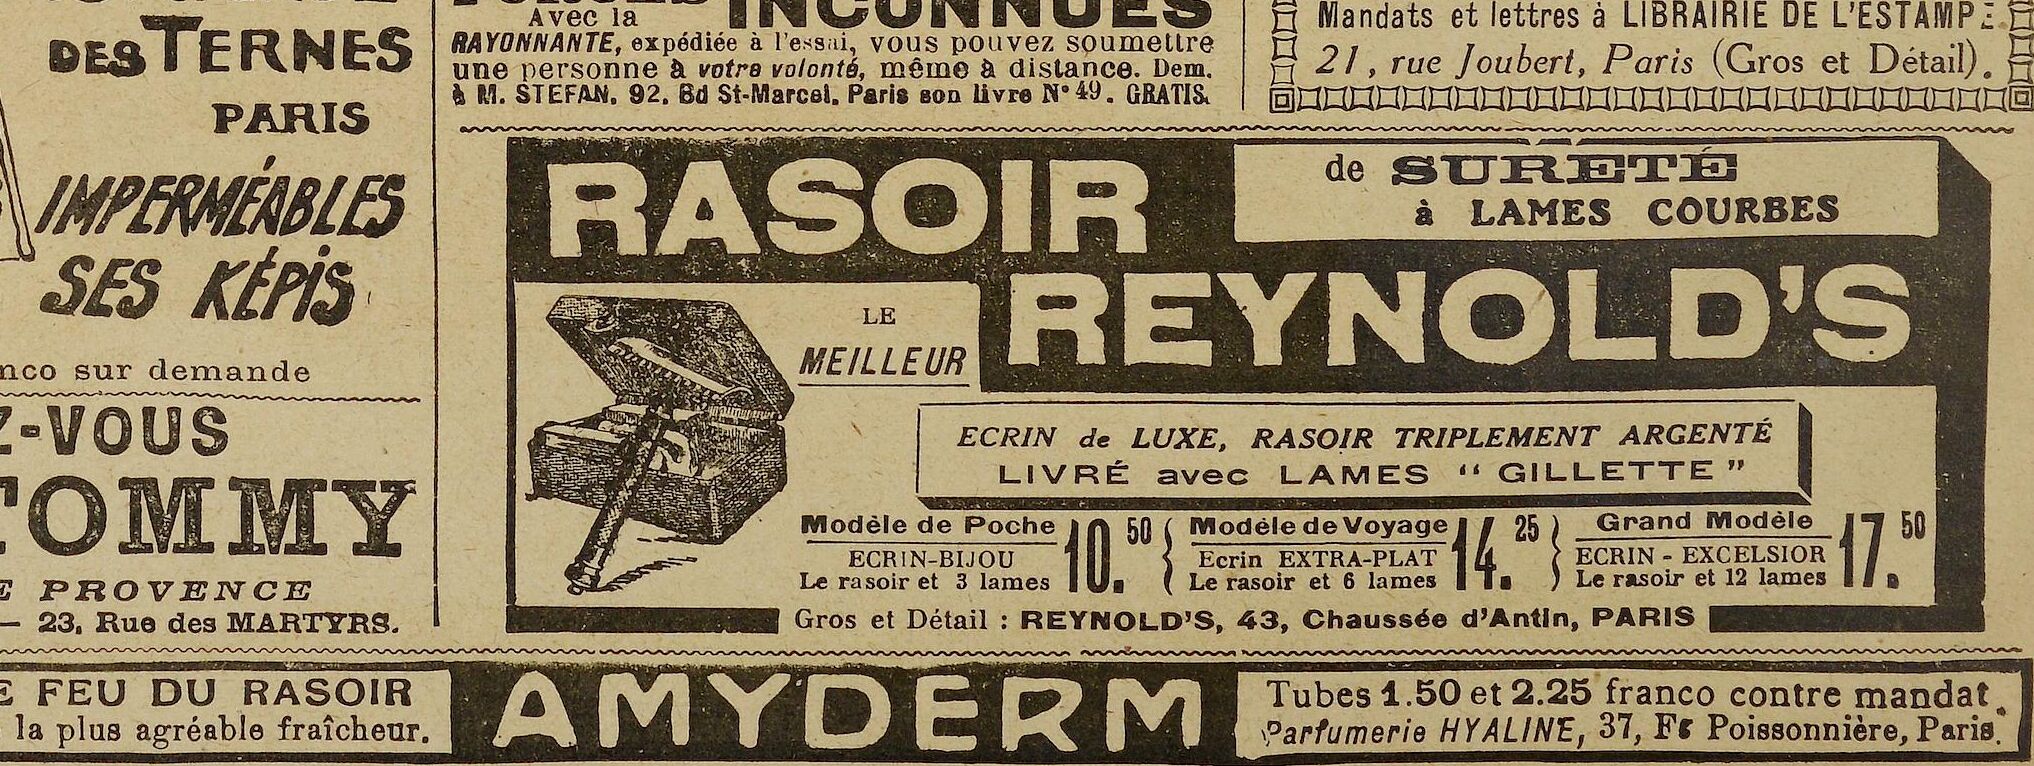 DES TERNES
PARIS
IMPERMÉABLES
SES KÉPIS
sur demande
-VOUS
TOMMY
PROVENCE
— 23, Rue des MARTYRS.
INCONNUES
Avec la
RAYONNANTE, expédiée à l'essai, vous pouvez soumettre
une personne à votre volonté, même à distance. Dem.
à M. STEFAN, 92, Bd St-Marcel, Paris son livre N° 49. GRATIS.
Mandats et lettres à LIBRAIRIE DE L'ESTAMPE
21, rue Joubert, Paris (Gros et Détail).
RASOIR
de SURETÉ
à LAMES COURBES
REYNOLD'S
LE
MEILLEUR
ECRIN de LUXE, RASOIR TRIPLEMENT ARGENTÉ
LIVRÉ avec LAMES “ GILLETTE ”
Modèle de Poche
ECRIN-BIJOU
Le rasoir et 3 lames
10.50
Modèle de Voyage
Ecrin EXTRA-PLAT
Le rasoir et 6 lames
14.25
Grand Modèle
ECRIN - EXCELSIOR
Le rasoir et 12 lames
17.50
Gros et Détail : REYNOLD'S, 43, Chaussée d'Antin, PARIS
FEU DU RASOIR
la plus agréable fraîcheur.
AMYDERM
Tubes 1.50 et 2.25 franco contre mandat.
Parfumerie HYALINE, 37, Fg Poissonnière, Paris.